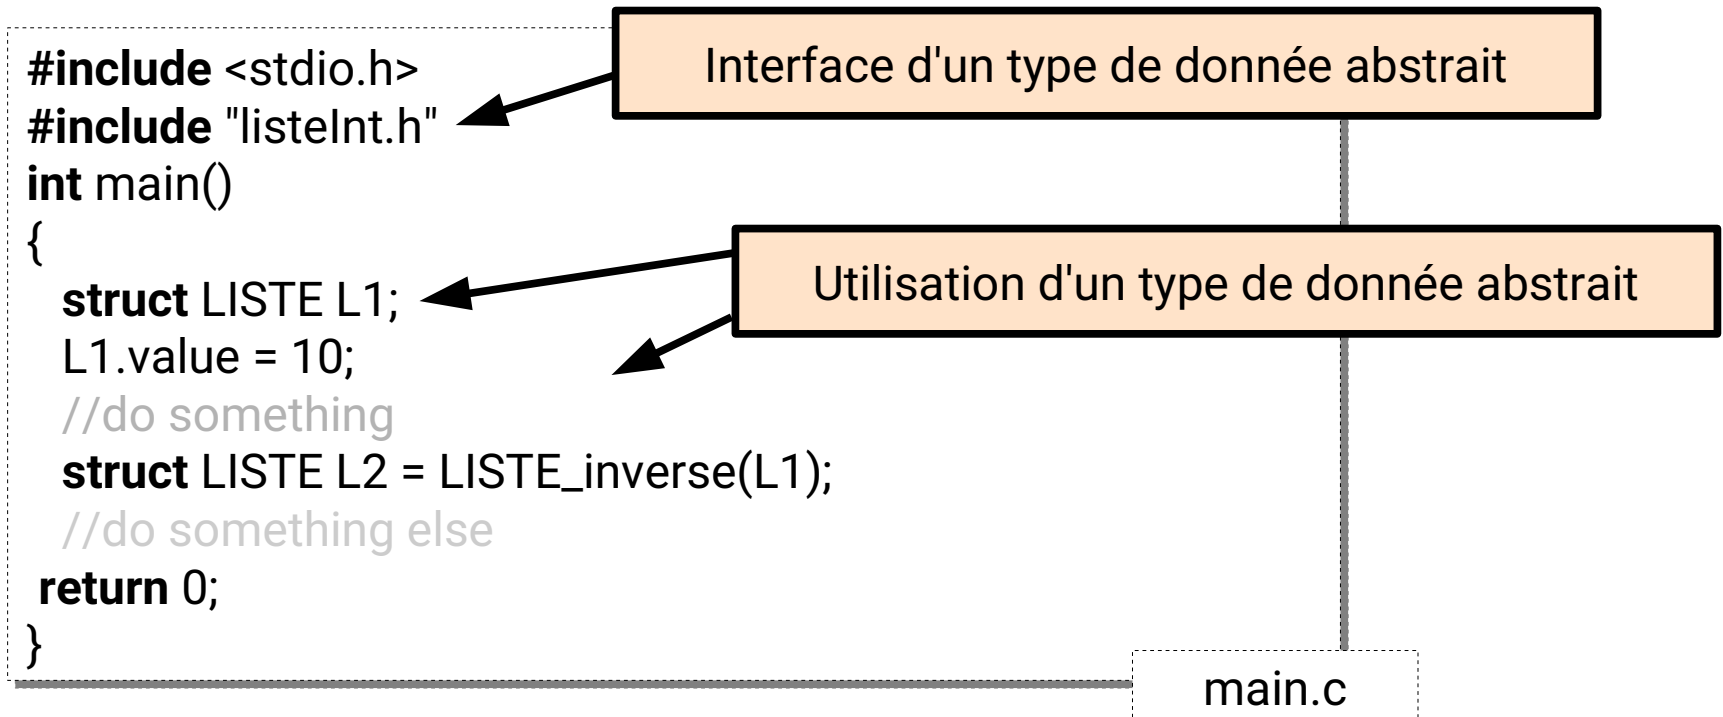 Interface d'un type de donnée abstrait
#include <stdio.h>
#include "listeInt.h"
int main()
{
Utilisation d'un type de donnée abstrait
struct LISTE L1;
L1.value = 10;
//do something
struct LISTE L2 = LISTE_inverse(L1);
//do something else
return 0;
}
main.c